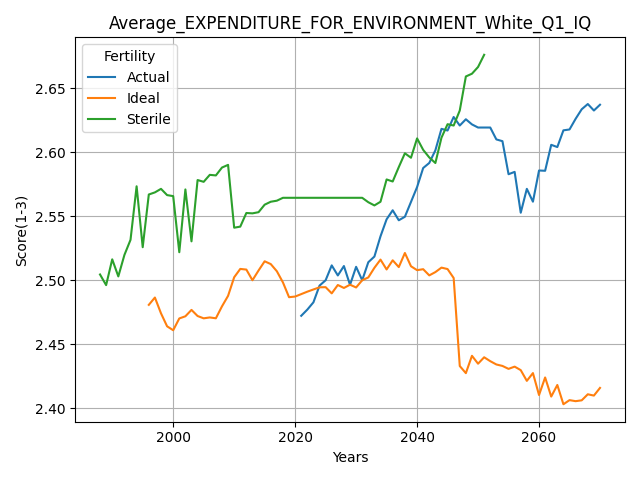 Average_EXPENDITURE_FOR_ENVIRONMENT_White_Q1_IQ
Fertility
Actual
Ideal
Sterile
Score(1-3)
2.65
2.60
2.55
2.50
2.45
2.40
2000 2020 2040 2060
Years